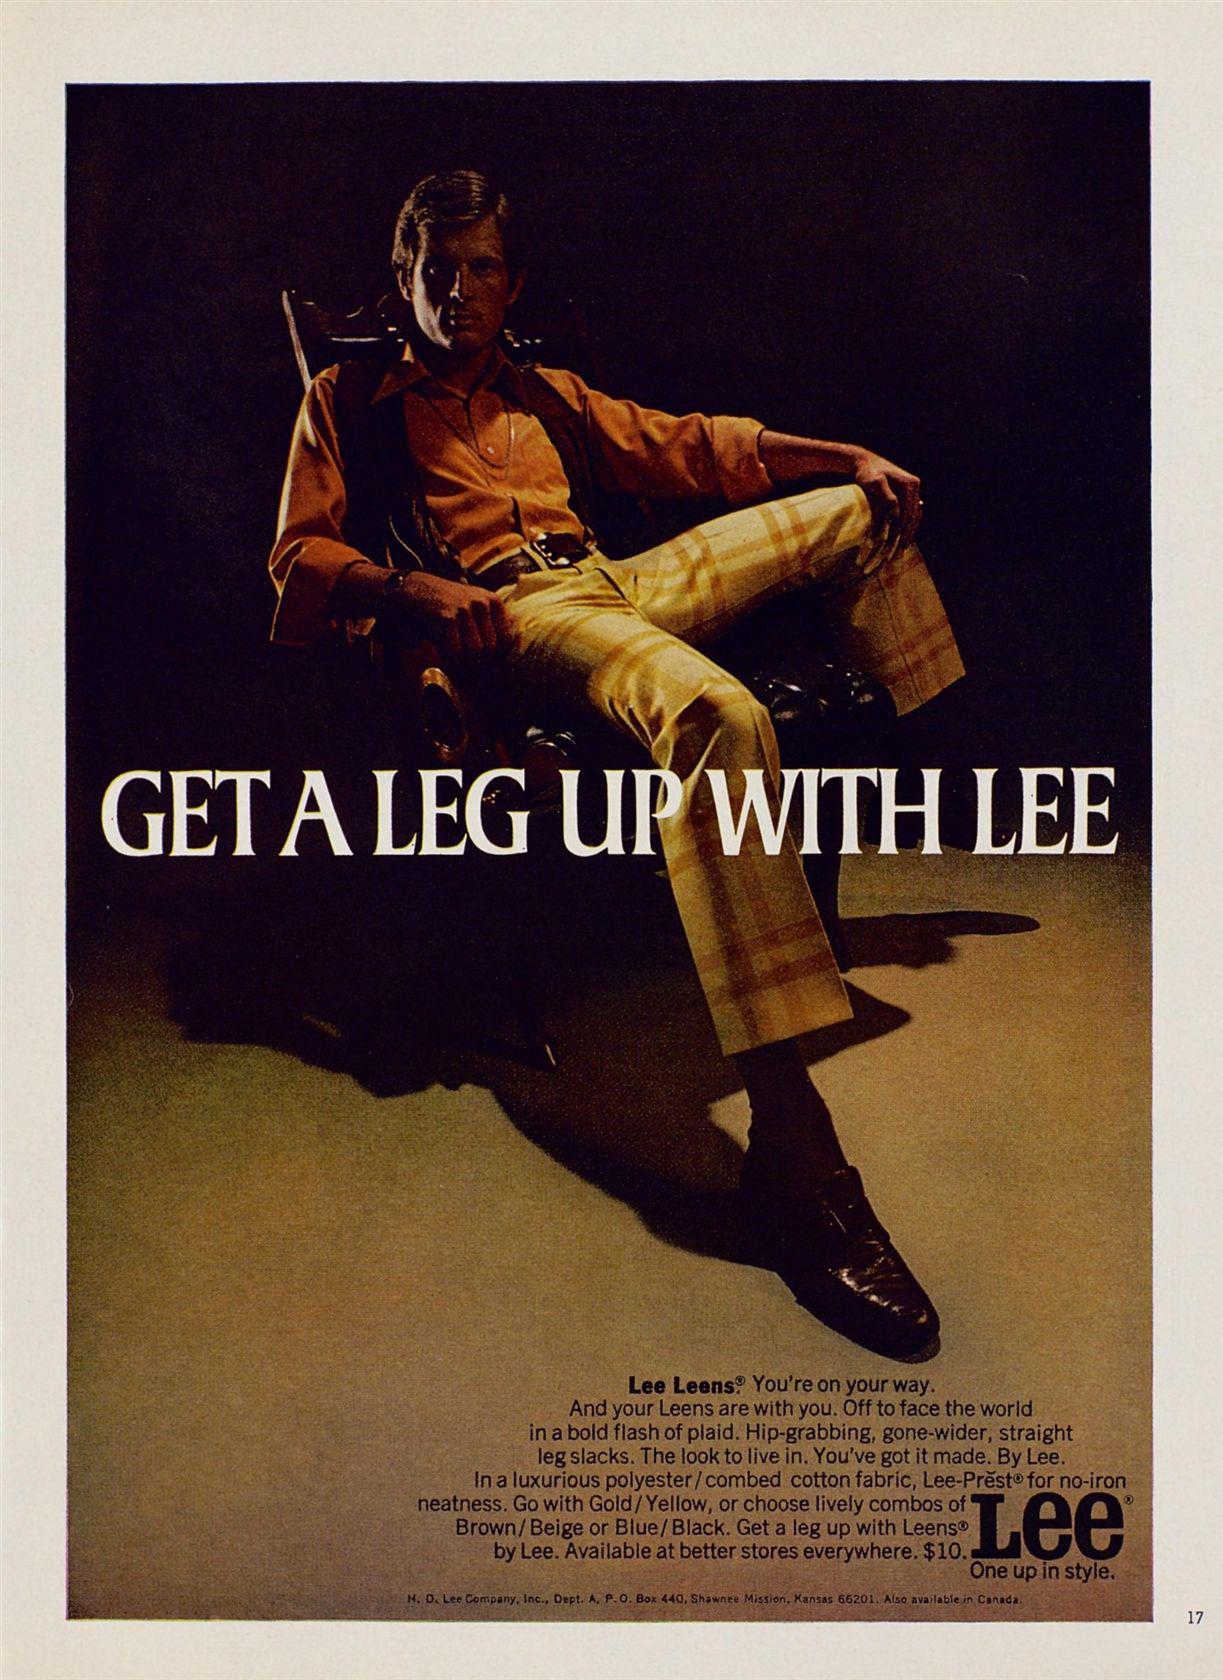 GET A LEG UP WITH LEE
Lee Leens.® You're on your way.
And your Leens are with you. Off to face the world
in a bold flash of plaid. Hip-grabbing, gone-wider, straight
leg slacks. The look to live in. You've got it made. By Lee.
In a luxurious polyester/combed cotton fabric, Lee-Prĕst® for no-iron
neatness. Go with Gold/Yellow, or choose lively combos of
Brown/Beige or Blue/Black. Get a leg up with Leens®
by Lee. Available at better stores everywhere. $10.
Lee®
One up in style.
H. D. Lee Company, Inc., Dept. A, P.O. Box 440, Shawnee Mission, Kansas 66201. Also available in Canada.
17